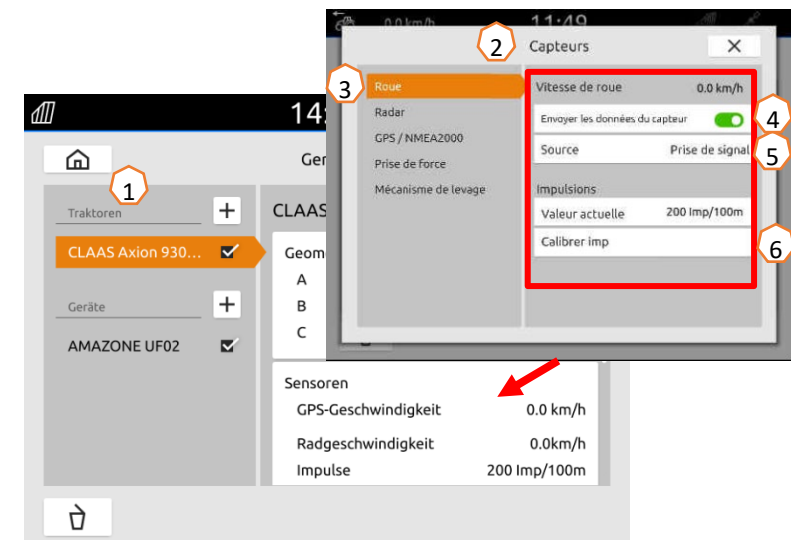 0.0 km/h 11:49
2 Capteurs
3 Roue
Radar
GPS / NMEA2000
Prise de force
Mécanisme de levage
Vitesse de roue 0.0 km/h
Envoyer les données du capteur 4
Source Prise de signal 5
Impulsions
Valeur actuelle 200 Imp/100m
Calibrer imp 6
14:
Ger
1
Traktoren +
CLAAS Axion 930...
Geräte +
AMAZONE UF02
CLAAS
Geom
A
B
C
Sensoren
GPS-Geschwindigkeit 0.0 km/h
Radgeschwindigkeit 0.0km/h
Impulse 200 Imp/100m